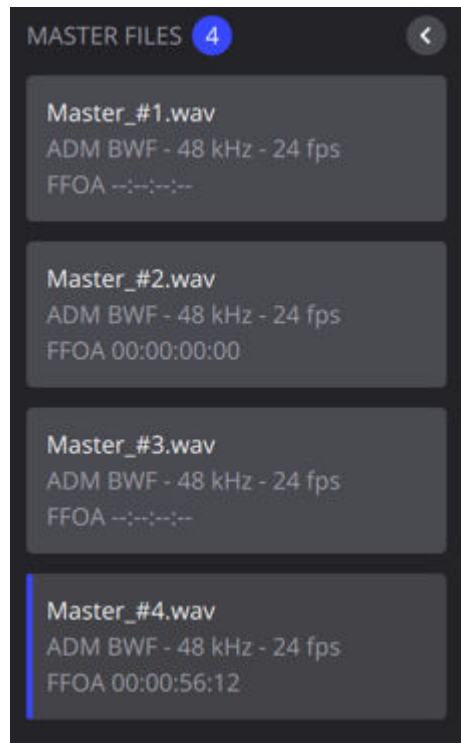 MASTER FILES 4
Master_#1.wav
ADM BWF - 48 kHz - 24 fps
FFOA --:--:--:--
Master_#2.wav
ADM BWF - 48 kHz - 24 fps
FFOA 00:00:00:00
Master_#3.wav
ADM BWF - 48 kHz - 24 fps
FFOA --:--:--:--
Master_#4.wav
ADM BWF - 48 kHz - 24 fps
FFOA 00:00:56:12